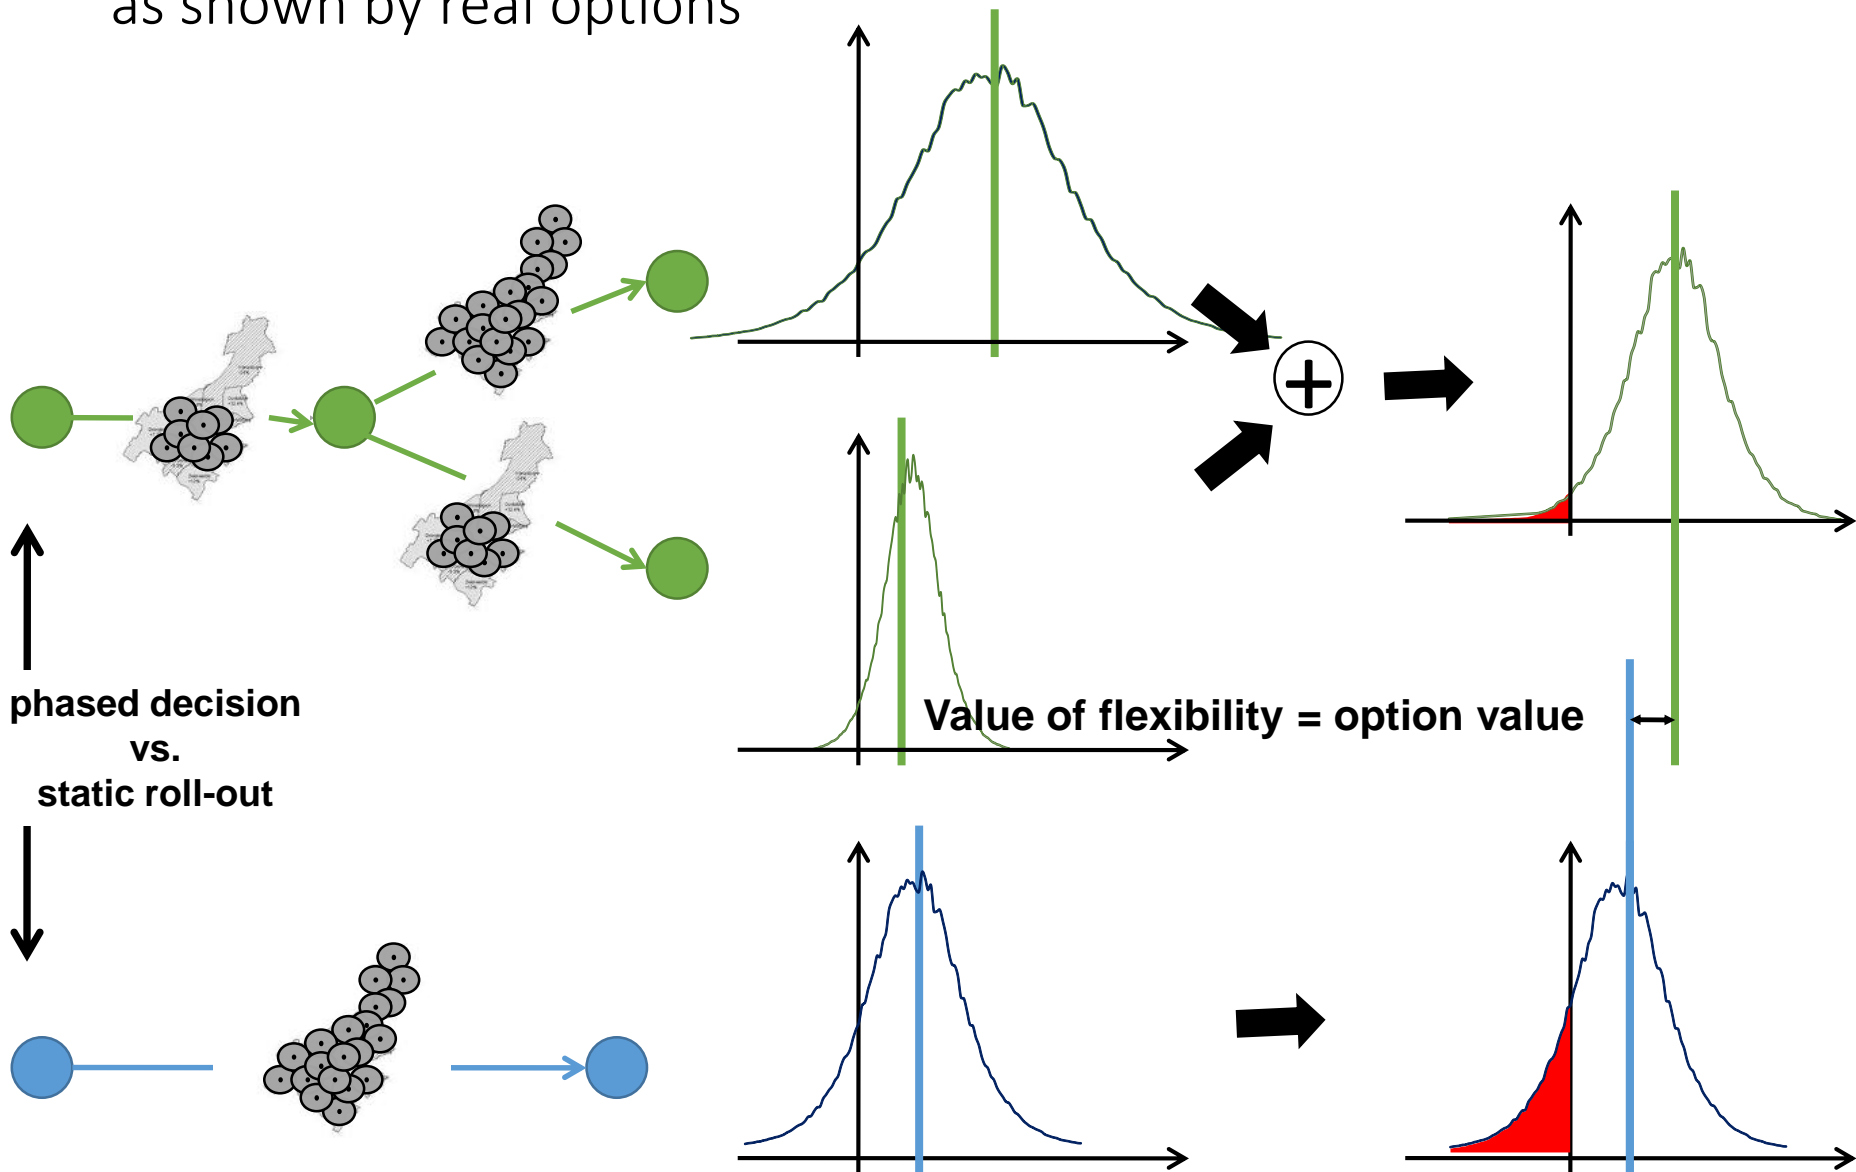 as shown by real options
phased decision
vs.
static roll-out
Value of flexibility = option value